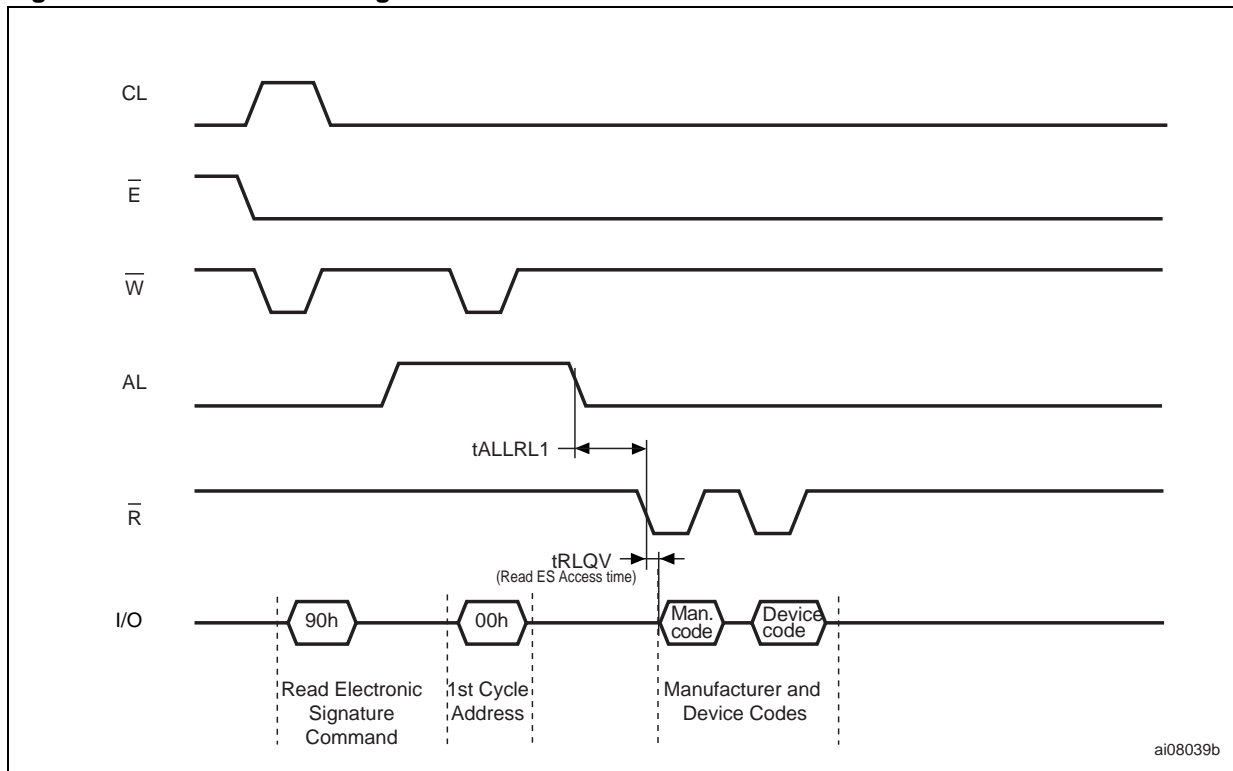 CL
E
W
AL
tALLRL1
R
tRLQV
(Read ES Access time)
I/O
90h
00h
Man.
code
Device
code
Read Electronic
Signature
Command
1st Cycle
Address
Manufacturer and
Device Codes
ai08039b